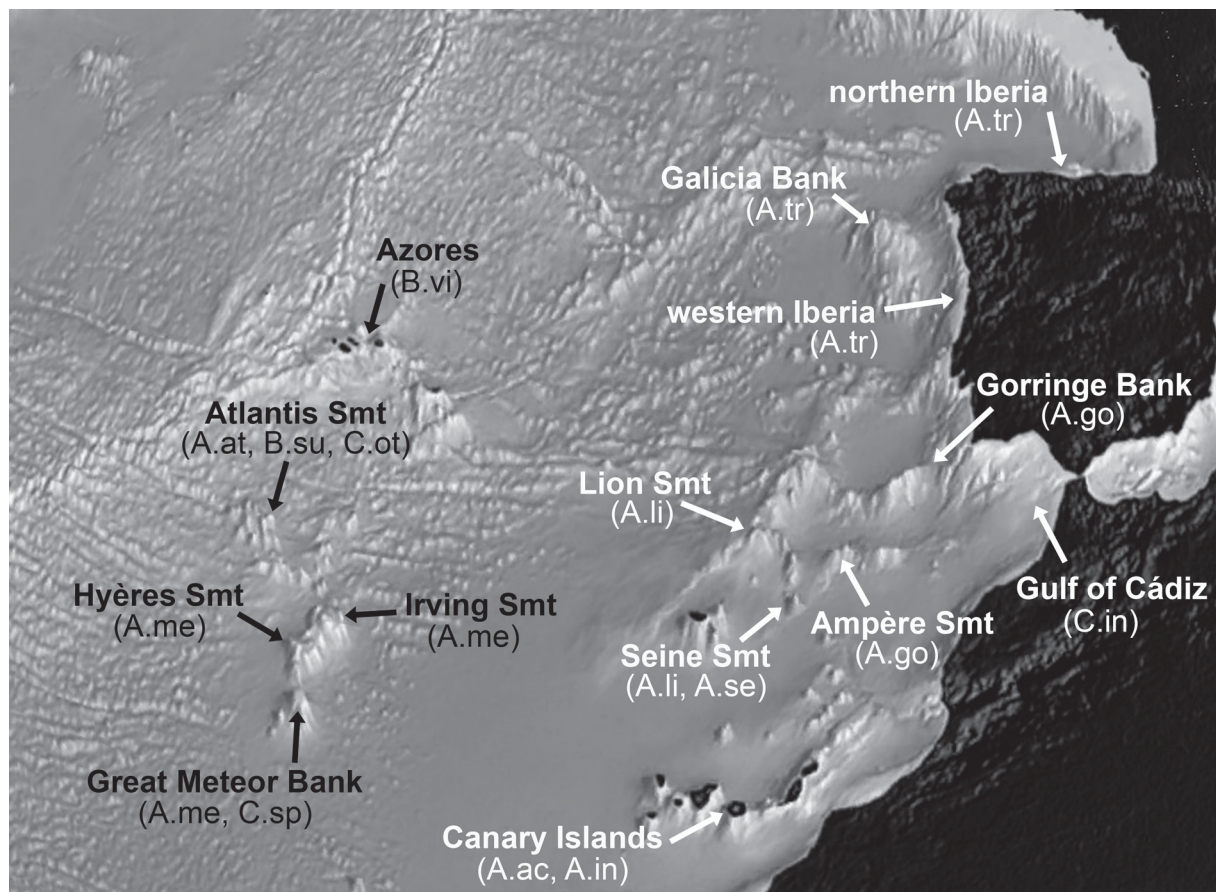 northern Iberia
(A.tr)
Galicia Bank
(A.tr)
Azores
(B.vi)
western Iberia
(A.tr)
Gorringe Bank
(A.go)
Atlantis Smt
(A.at, B.su, C.ot)
Lion Smt
(A.li)
Hyères Smt
(A.me)
Irving Smt
(A.me)
Gulf of Cádiz
(C.in)
Ampère Smt
(A.go)
Seine Smt
(A.li, A.se)
Great Meteor Bank
(A.me, C.sp)
Canary Islands
(A.ac, A.in)